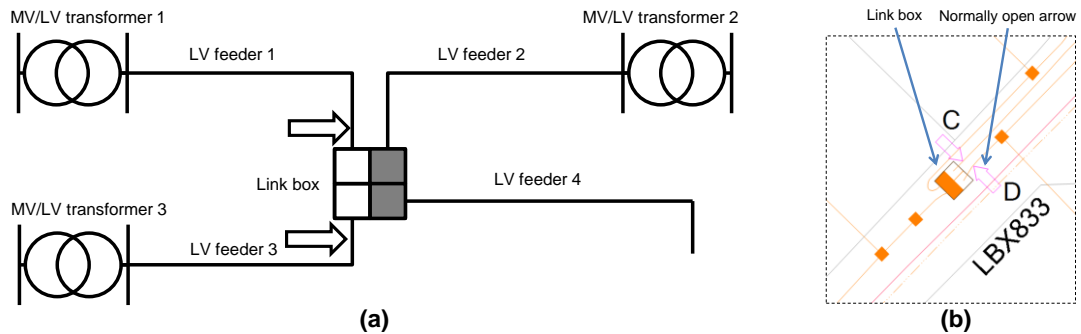 MV/LV transformer 1
LV feeder 1
LV feeder 2
MV/LV transformer 2
Link box
LV feeder 4
MV/LV transformer 3
LV feeder 3
(a)
Link box
Normally open arrow
C
D
LBX833
(b)